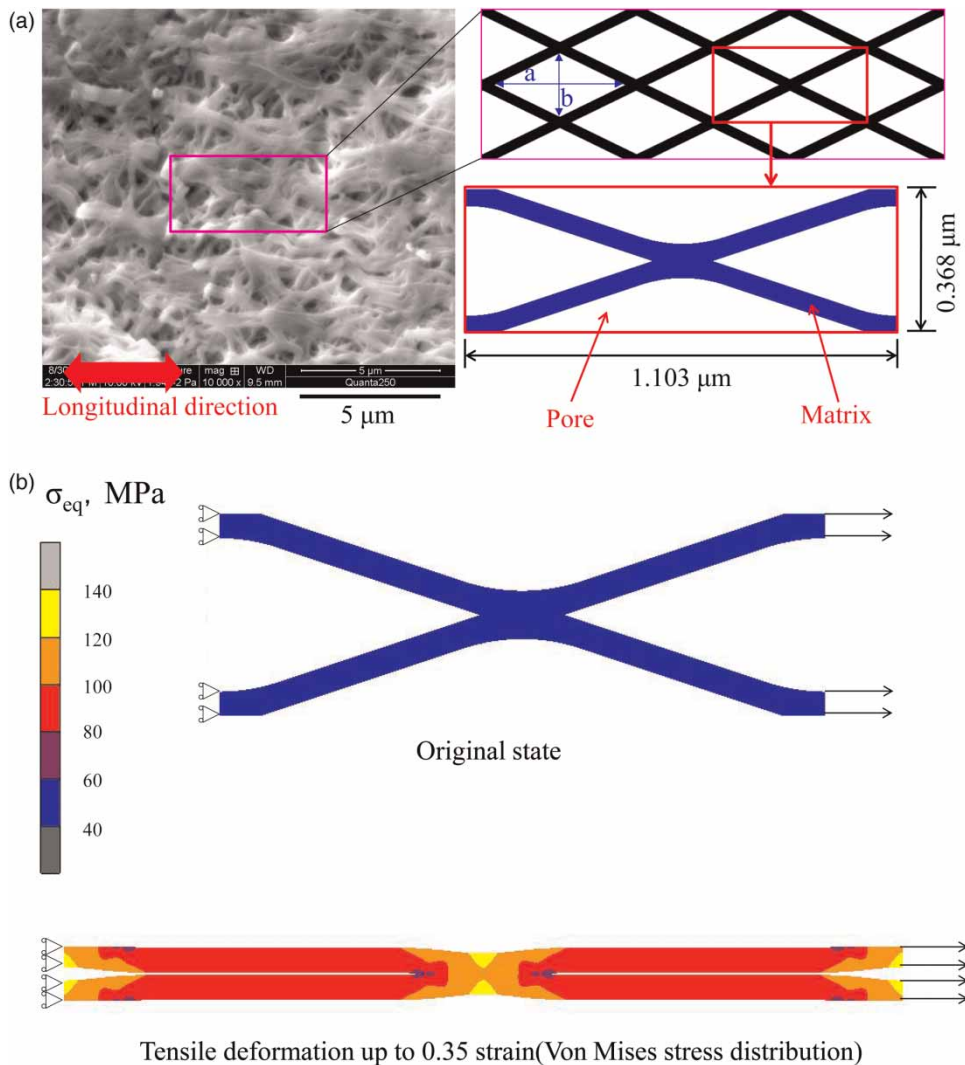 (a)
a
b
0.368 μm
1.103 μm
Pore
Matrix
mag WD 5 μm
10 000 x 9.5 mm Quanta250
Longitudinal direction
5 μm
(b)
σeq, MPa
140
120
100
80
60
40
Original state
Tensile deformation up to 0.35 strain(Von Mises stress distribution)